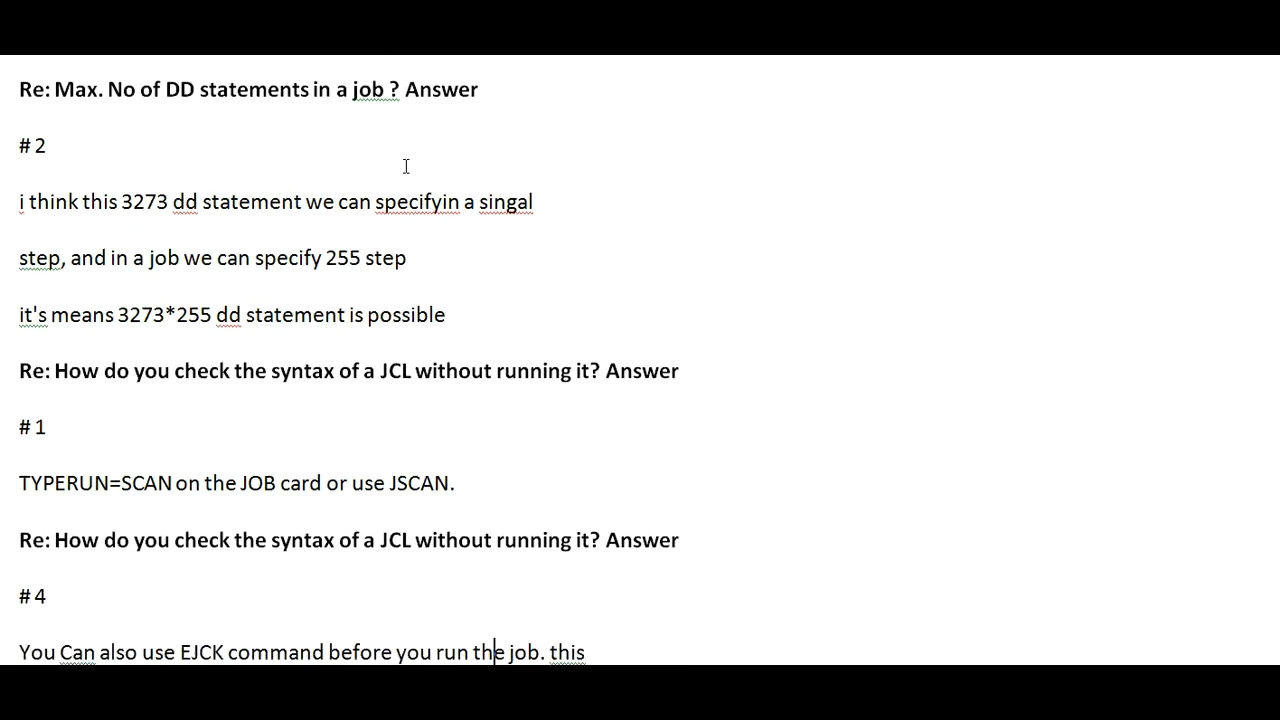 Re: Max. No of DD statements in a job ? Answer
# 2
i think this 3273 dd statement we can specifyin a singal
step, and in a job we can specify 255 step
it's means 3273*255 dd statement is possible
Re: How do you check the syntax of a JCL without running it? Answer
# 1
TYPERUN=SCAN on the JOB card or use JSCAN.
Re: How do you check the syntax of a JCL without running it? Answer
# 4
You Can also use EJCK command before you run the job. this